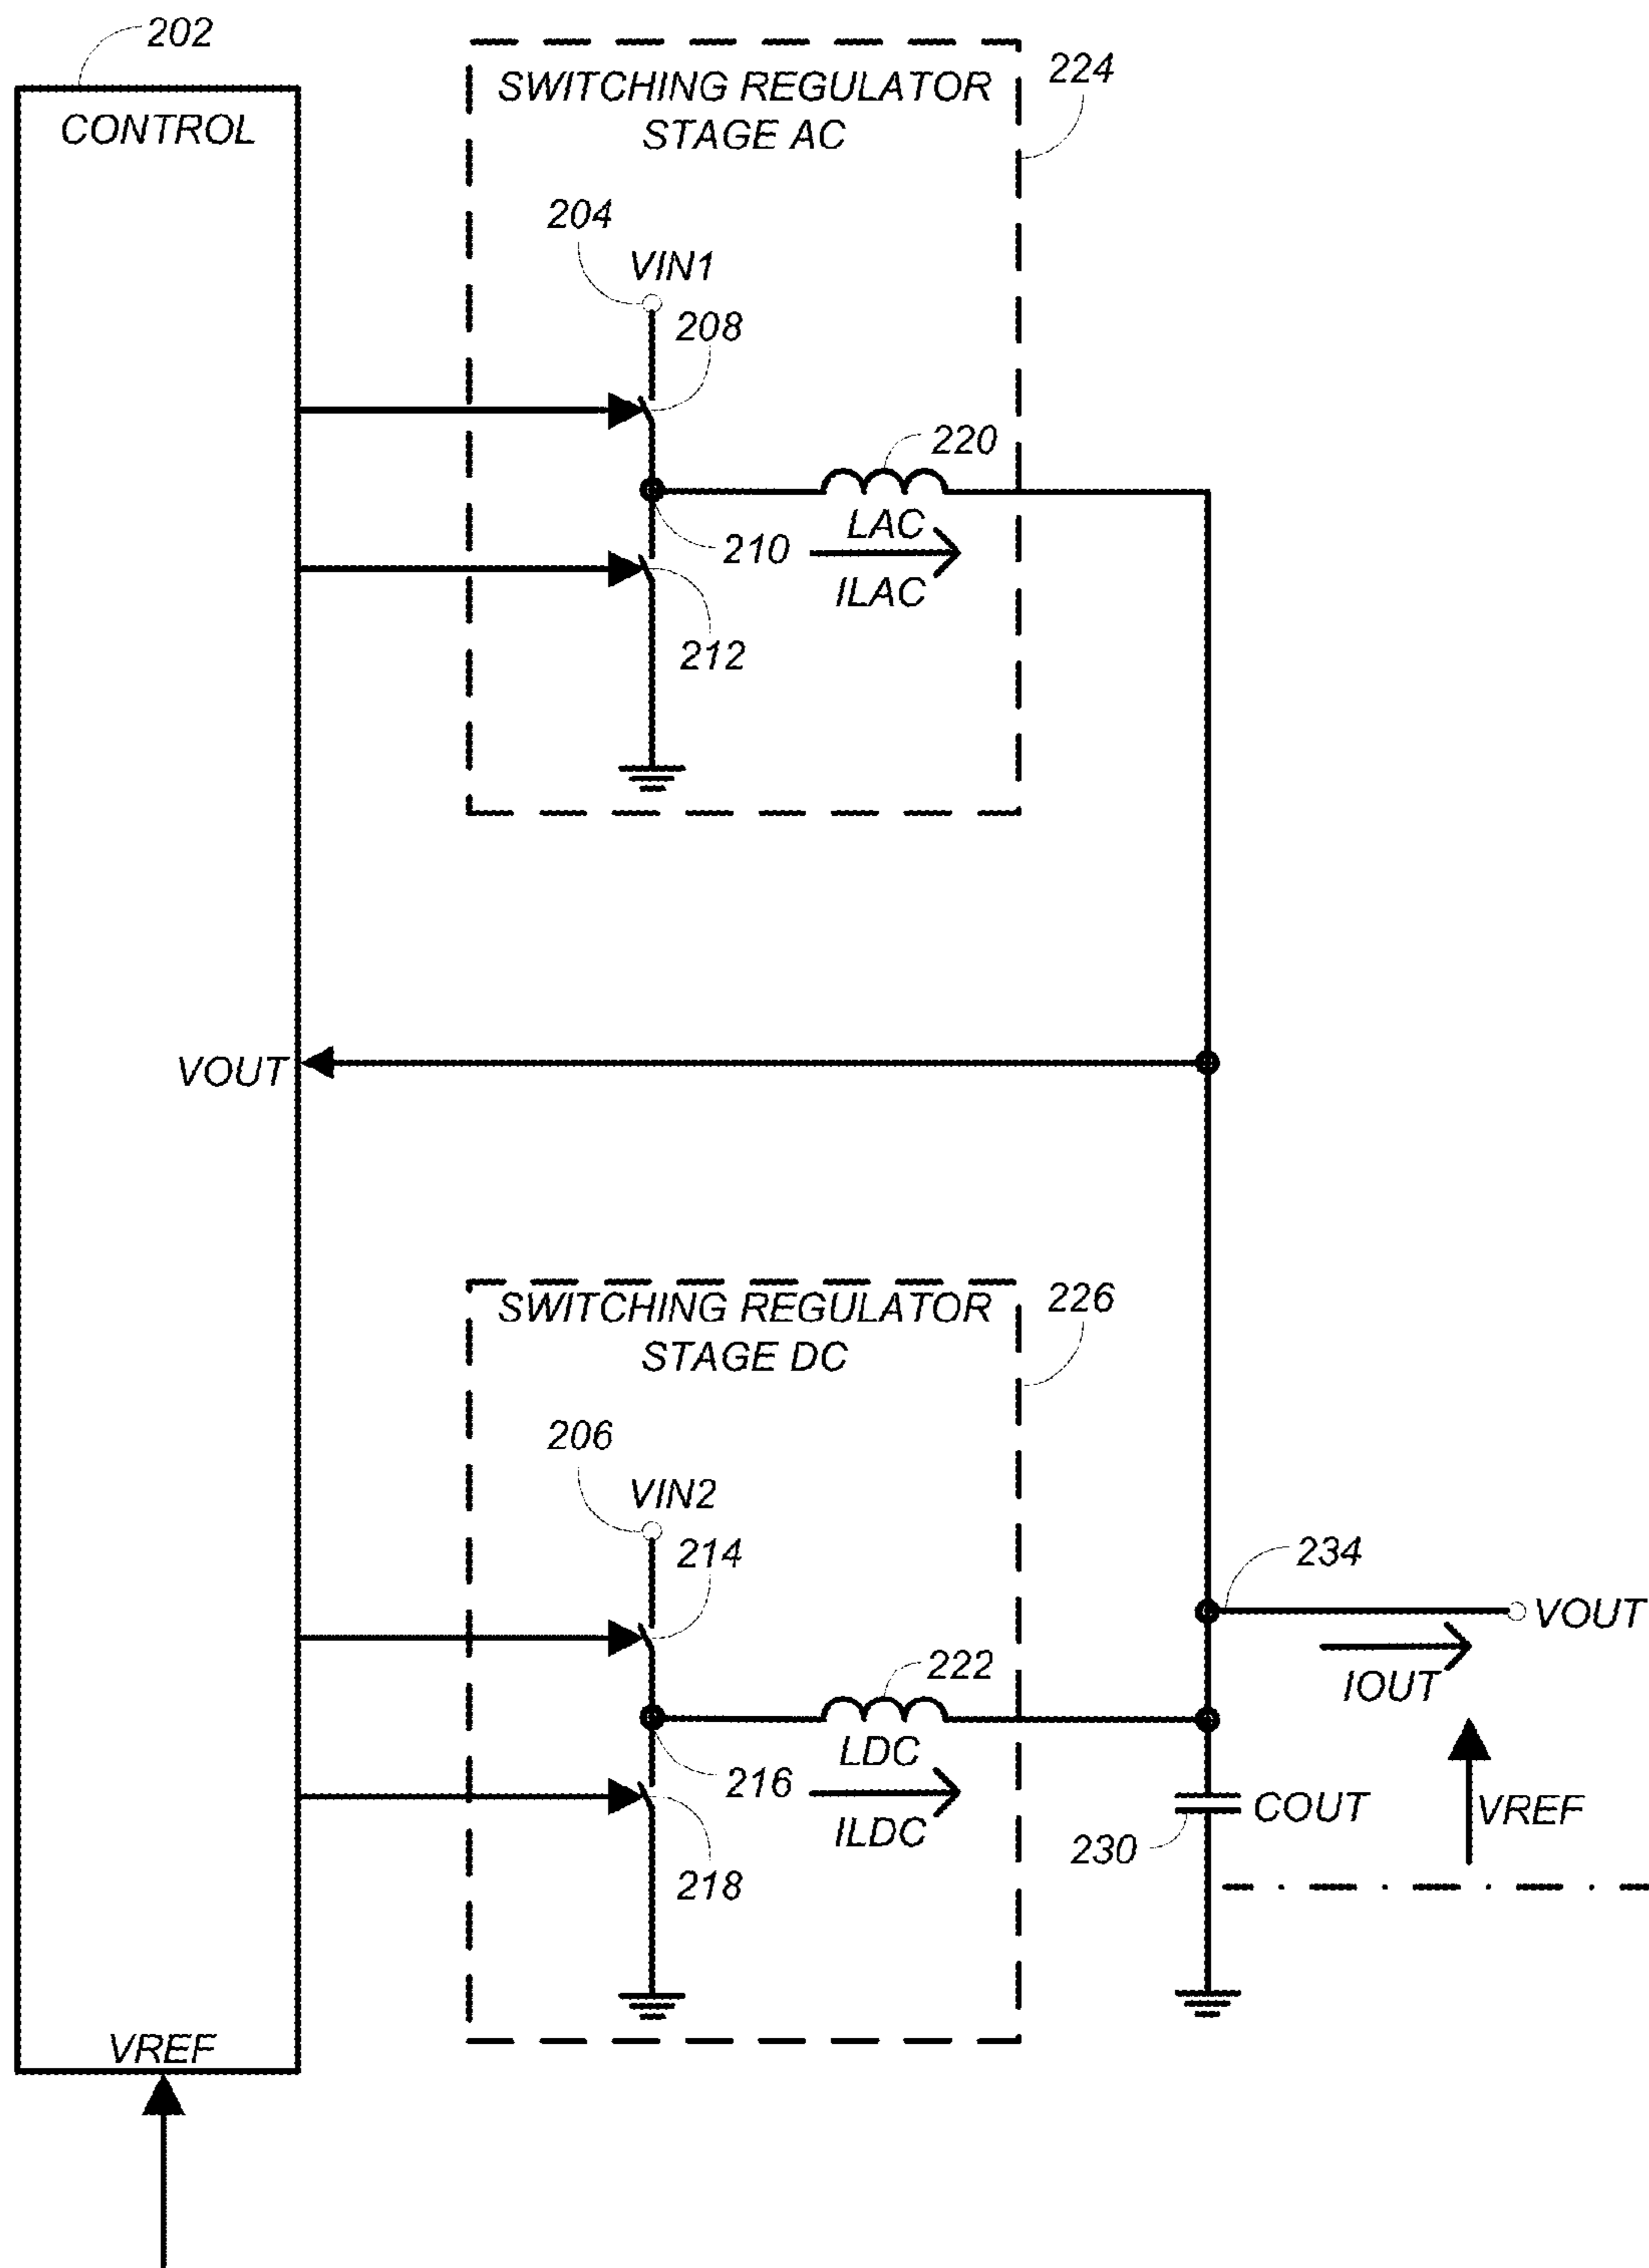 202
CONTROL
SWITCHING REGULATOR
STAGE AC
224
204
VIN1
208
220
LAC
210
ILAC
212
VOUT
SWITCHING REGULATOR
STAGE DC
226
206
VIN2
214
234
VOUT
IOUT
222
LDC
216
ILDC
218
COUT
230
VREF
VREF